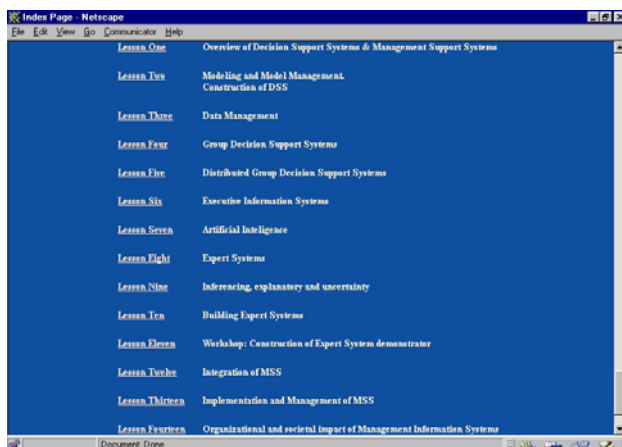 Index Page - Netscape
File Edit View Go Communicator Help
Lesson One Overview of Decision Support Systems & Management Support Systems
Lesson Two Modeling and Model Management.
Construction of DSS
Lesson Three Data Management
Lesson Four Group Decision Support Systems
Lesson Five Distributed Group Decision Support Systems
Lesson Six Executive Information Systems
Lesson Seven Artificial Inteligence
Lesson Eight Expert Systems
Lesson Nine Inferencing, explanatory and uncertainty
Lesson Ten Building Expert Systems
Lesson Eleven Workshop: Construction of Expert System demonstrator
Lesson Twelve Integration of MSS
Lesson Thirteen Implementation and Management of MSS
Lesson Fourteen Organizational and societal impact of Management Information Systems
Document: Done